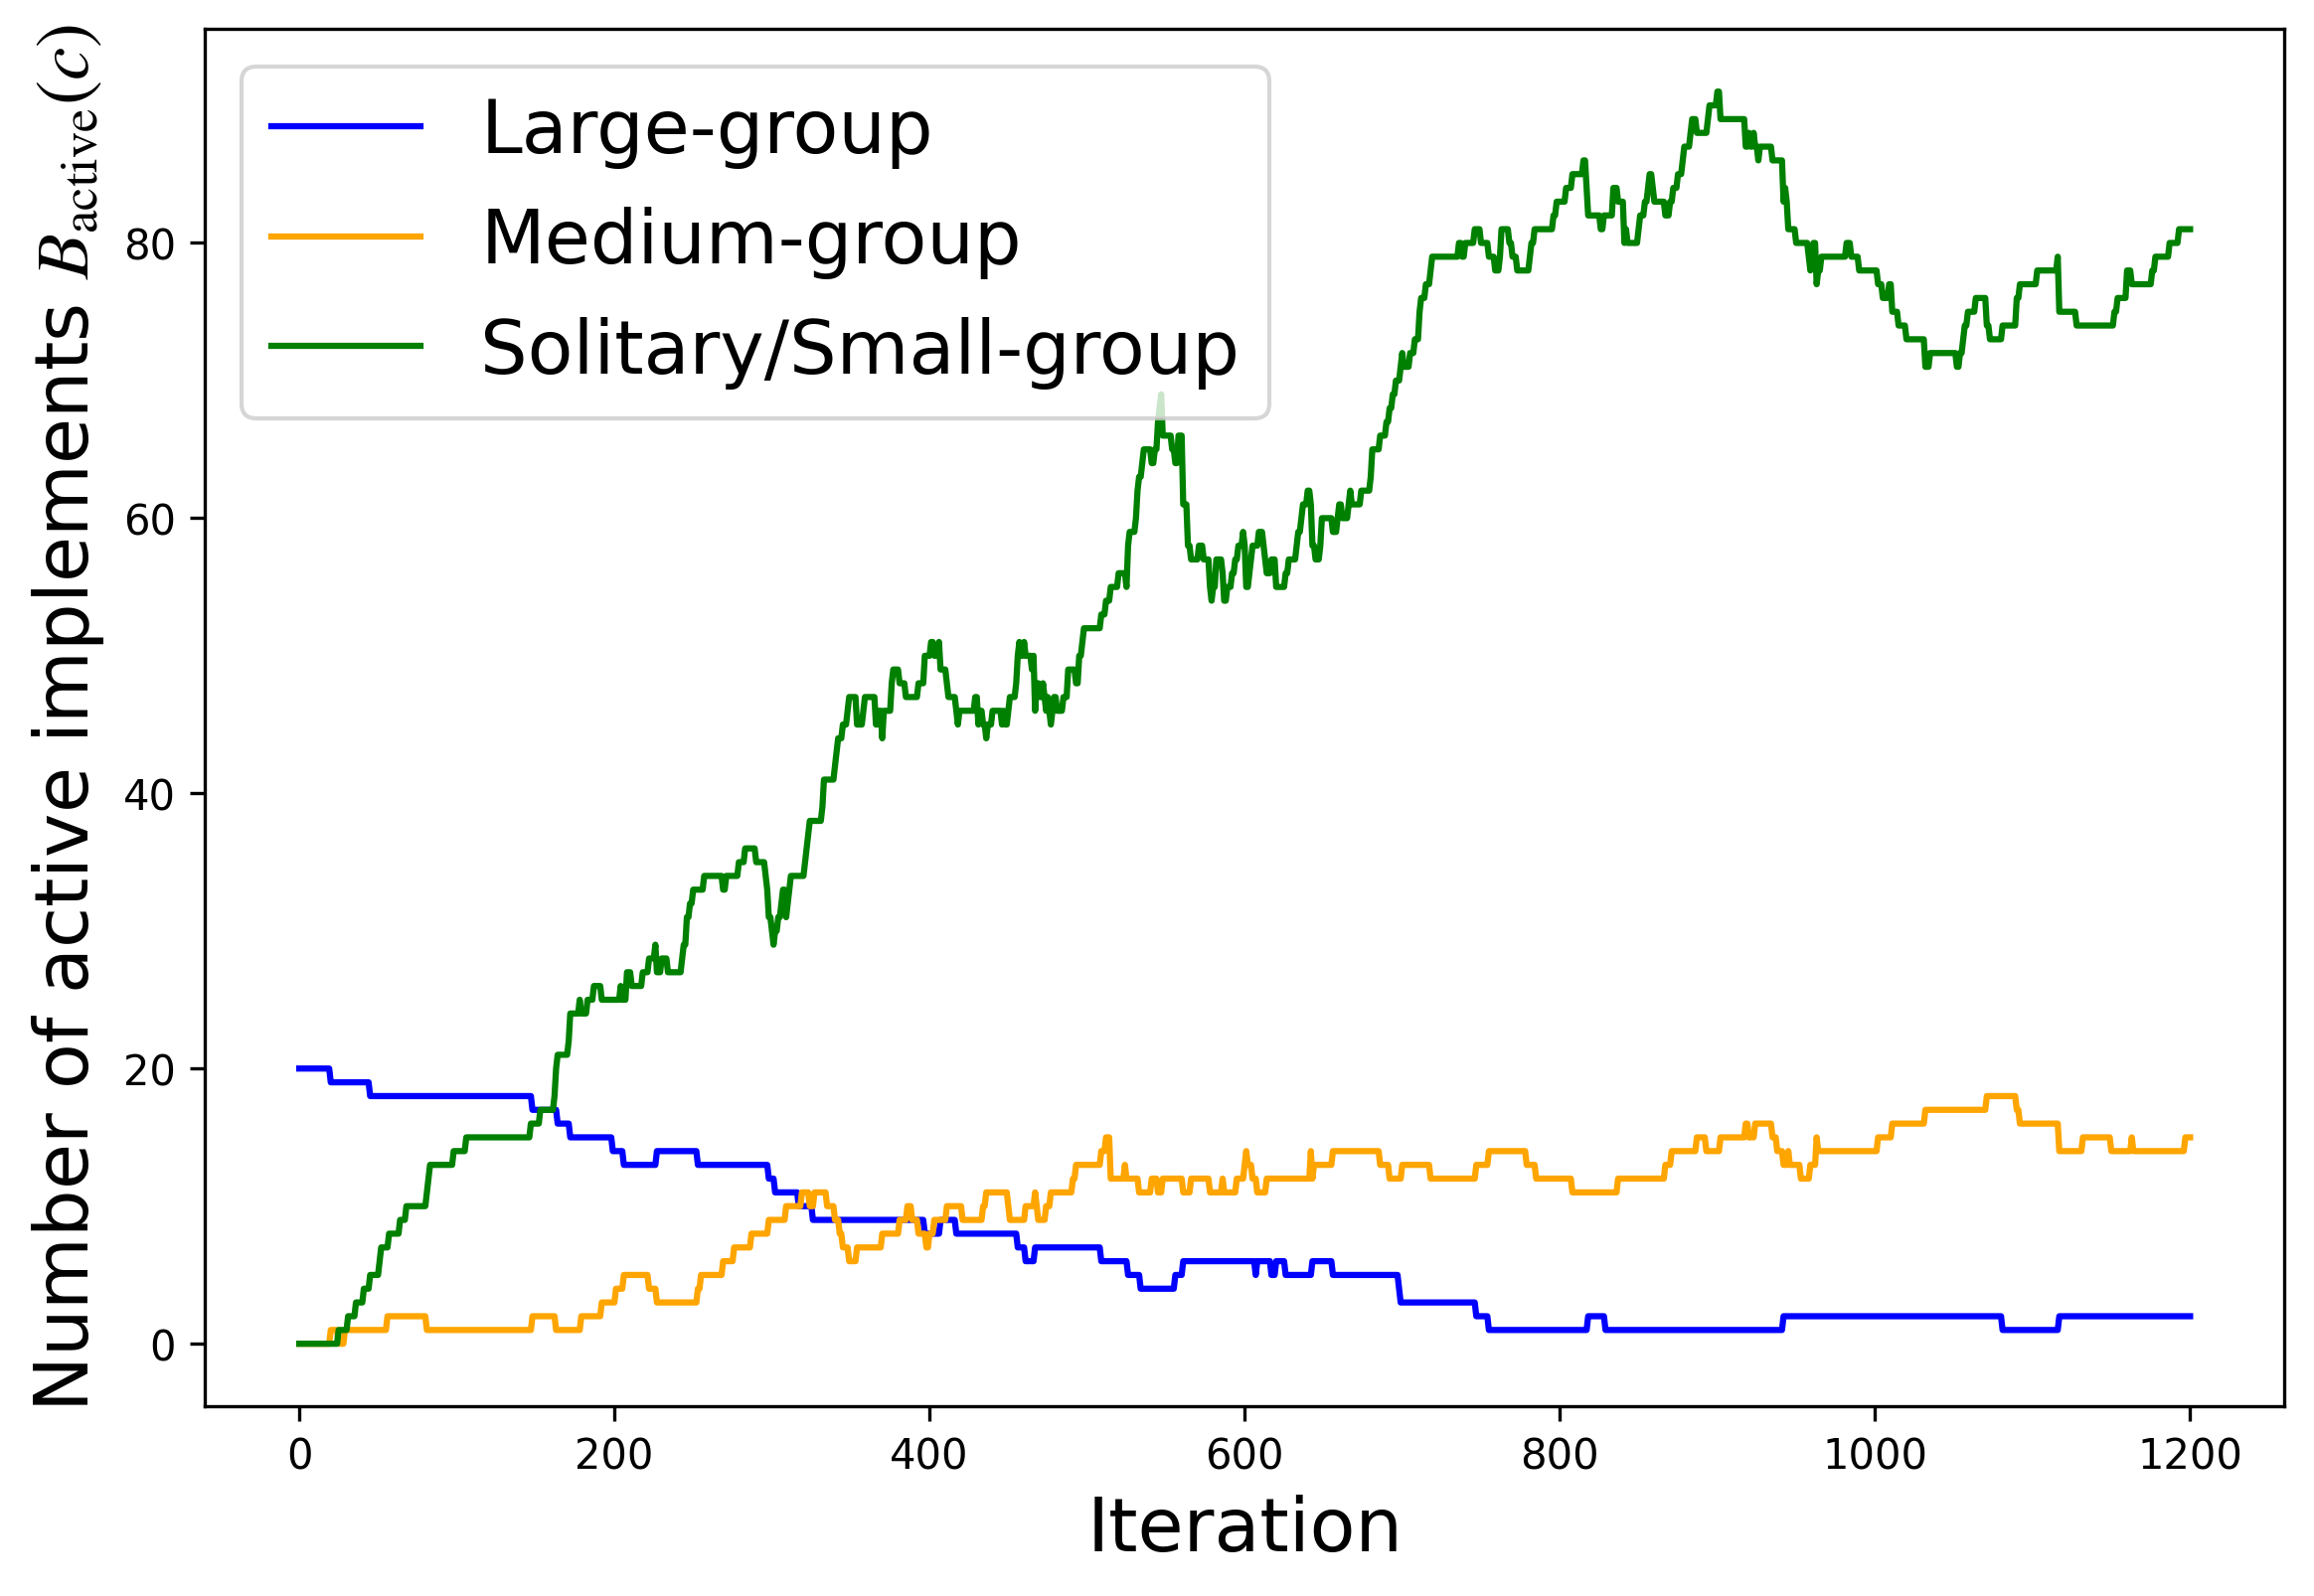 Number of active implements B_active(c)
Large-group
Medium-group
Solitary/Small-group
80
60
40
20
0
0 200 400 600 800 1000 1200
Iteration